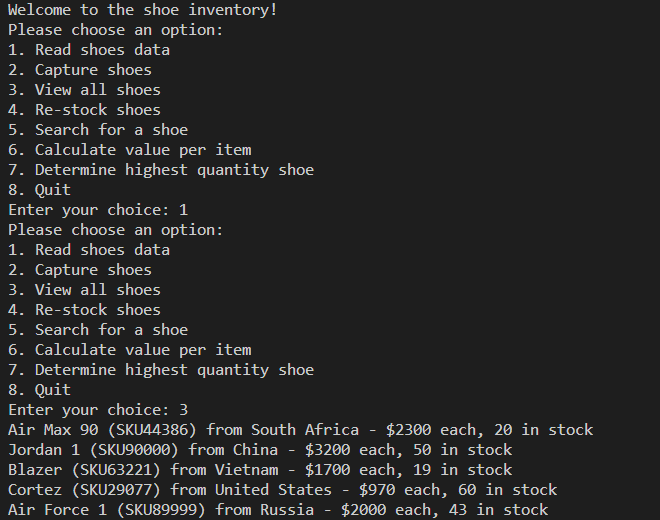 Welcome to the shoe inventory!
Please choose an option:
1. Read shoes data
2. Capture shoes
3. View all shoes
4. Re-stock shoes
5. Search for a shoe
6. Calculate value per item
7. Determine highest quantity shoe
8. Quit
Enter your choice: 1
Please choose an option:
1. Read shoes data
2. Capture shoes
3. View all shoes
4. Re-stock shoes
5. Search for a shoe
6. Calculate value per item
7. Determine highest quantity shoe
8. Quit
Enter your choice: 3
Air Max 90 (SKU44386) from South Africa - $2300 each, 20 in stock
Jordan 1 (SKU90000) from China - $3200 each, 50 in stock
Blazer (SKU63221) from Vietnam - $1700 each, 19 in stock
Cortez (SKU29077) from United States - $970 each, 60 in stock
Air Force 1 (SKU89999) from Russia - $2000 each, 43 in stock